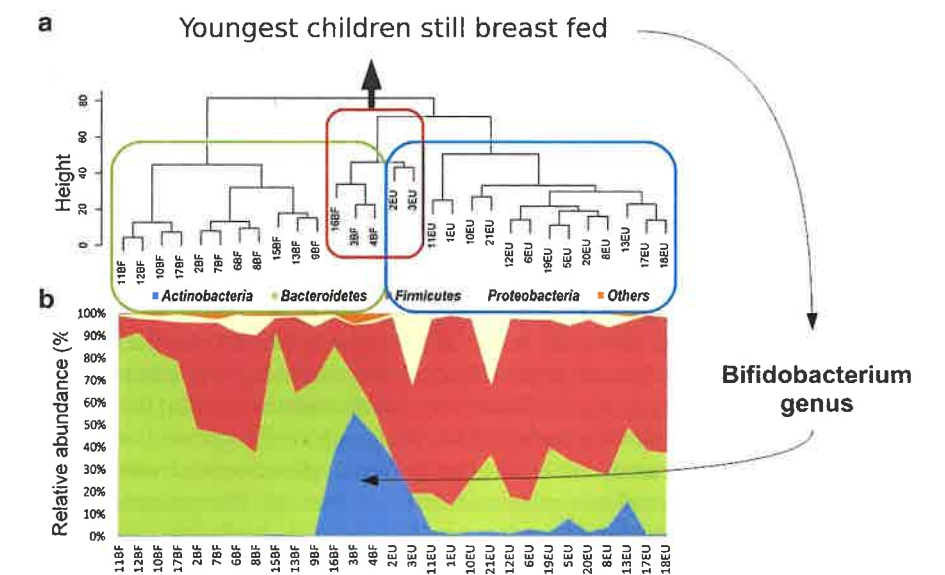 a
Youngest children still breast fed
Height
80
60
40
20
0
11BF 12BF 10BF 17BF 2BF 7BF 6BF 8BF 15BF 13BF 9BF 16BF 3BF 4BF 2EU 3EU 11EU 1EU 10EU 21EU 12EU 6EU 19EU 5EU 20EU 8EU 13EU 17EU 18EU
b
Actinobacteria Bacteroidetes Firmicutes Proteobacteria Others
Relative abundance (%
100%
90%
80%
70%
60%
50%
40%
30%
20%
10%
0%
Bifidobacterium
genus
11BF 12BF 10BF 17BF 2BF 7BF 6BF 8BF 15BF 13BF 9BF 16BF 3BF 4BF 2EU 3EU 11EU 1EU 10EU 21EU 12EU 6EU 19EU 5EU 20EU 8EU 13EU 17EU 18EU